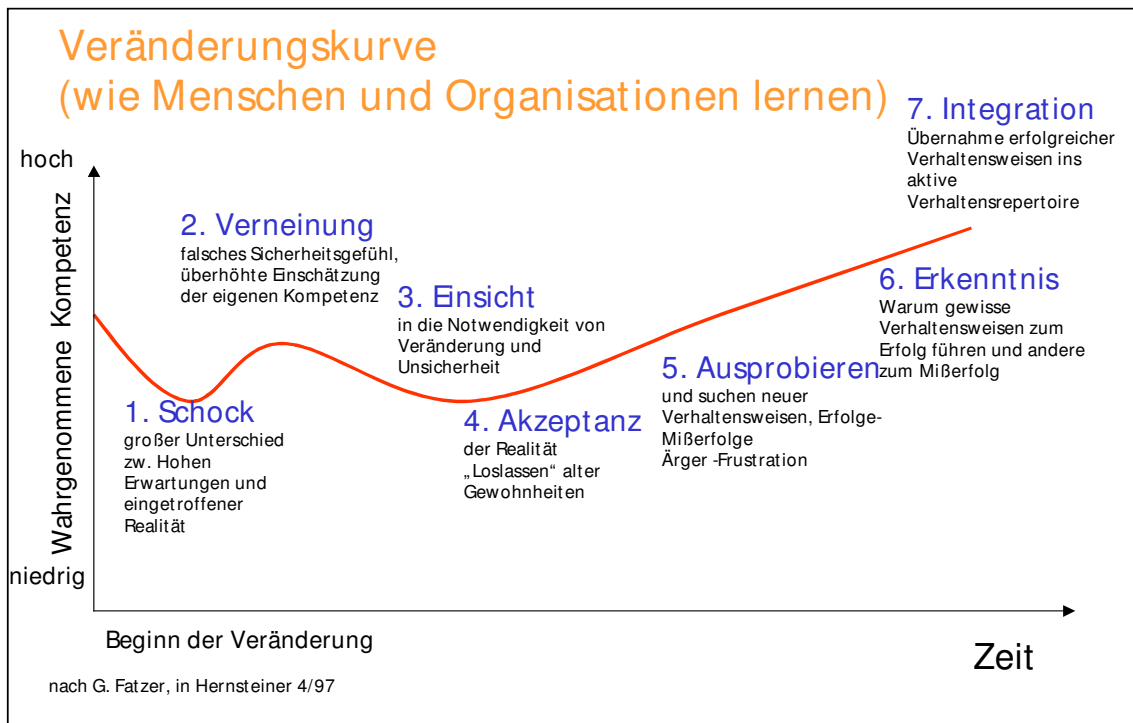 Veränderungskurve
(wie Menschen und Organisationen lernen)
7. Integration
Übernahme erfolgreicher
Verhaltensweisen ins
aktive
Verhaltensrepertoire
hoch
Wahrgenommene Kompetenz
niedrig
2. Verneinung
falsches Sicherheitsgefühl,
überhöhte Einschätzung
der eigenen Kompetenz
3. Einsicht
in die Notwendigkeit von
Veränderung und
Unsicherheit
6. Erkenntnis
Warum gewisse
Verhaltensweisen zum
Erfolg führen und andere
zum Mißerfolg
5. Ausprobieren
und suchen neuer
Verhaltensweisen, Erfolge-
Mißerfolge
Ärger -Frustration
1. Schock
großer Unterschied
zw. Hohen
Erwartungen und
eingetroffener
Realität
4. Akzeptanz
der Realität
„Loslassen“ alter
Gewohnheiten
Beginn der Veränderung
Zeit
nach G. Fatzer, in Hernsteiner 4/97